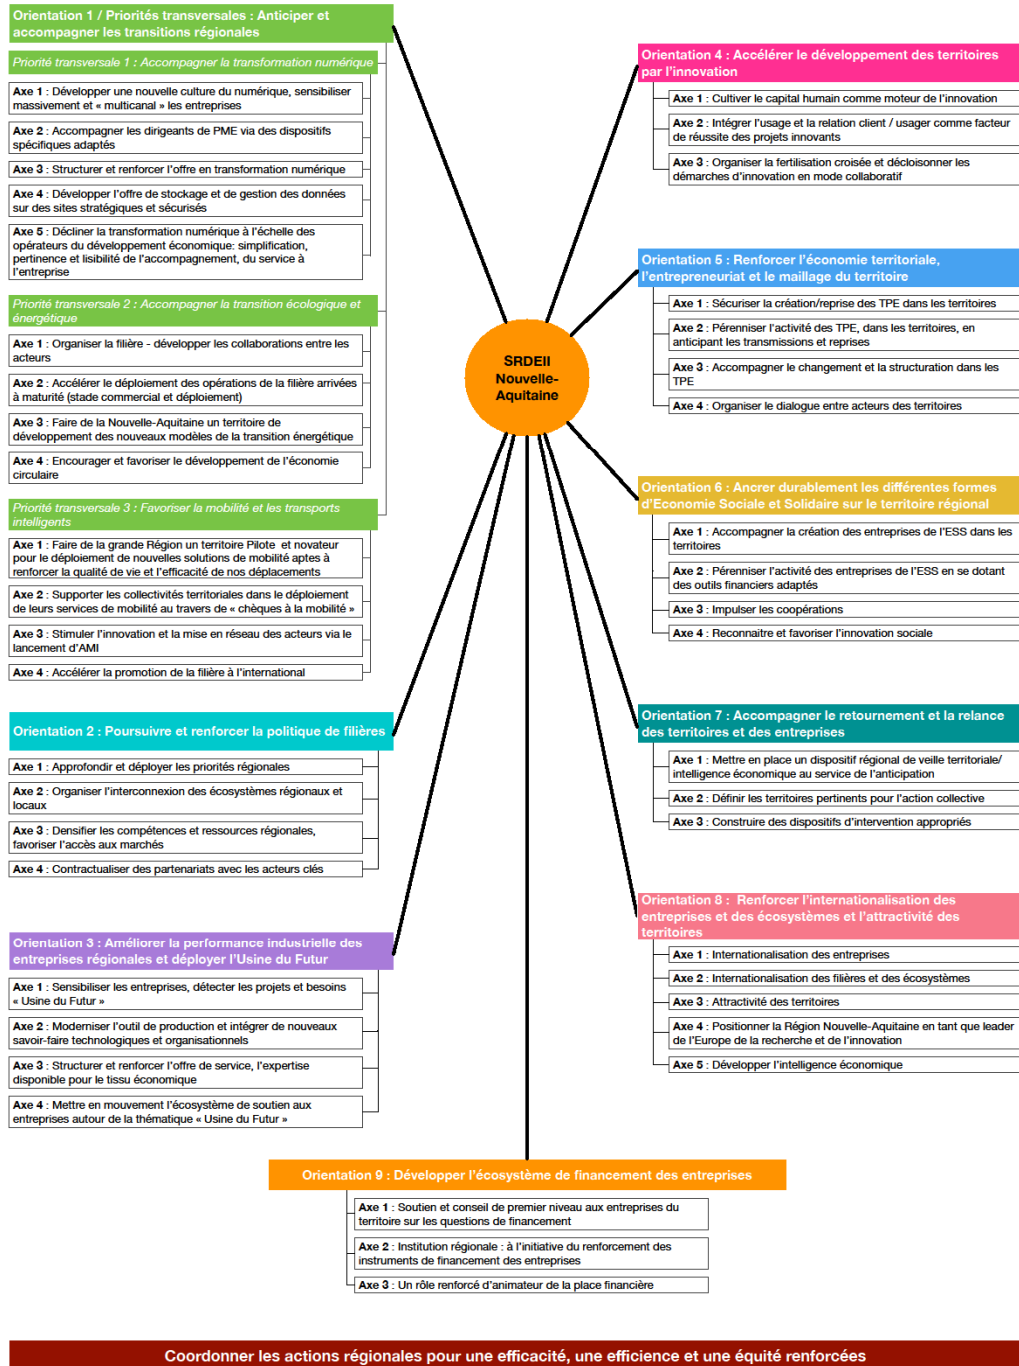 Orientation 1 / Priorités transversales : Anticiper et
accompagner les transitions régionales
Priorité transversale 1 : Accompagner la transformation numérique
Axe 1 : Développer une nouvelle culture du numérique, sensibiliser
massivement et « multicanal » les entreprises
Axe 2 : Accompagner les dirigeants de PME via des dispositifs
spécifiques adaptés
Axe 3 : Structurer et renforcer l'offre en transformation numérique
Axe 4 : Développer l'offre de stockage et de gestion des données
sur des sites stratégiques et sécurisés
Axe 5 : Décliner la transformation numérique à l'échelle des
opérateurs du développement économique: simplification,
pertinence et lisibilité de l'accompagnement, du service à
l'entreprise
Priorité transversale 2 : Accompagner la transition écologique et
énergétique
Axe 1 : Organiser la filière - développer les collaborations entre les
acteurs
Axe 2 : Accélérer le déploiement des opérations de la filière arrivées
à maturité (stade commercial et déploiement)
Axe 3 : Faire de la Nouvelle-Aquitaine un territoire de
développement des nouveaux modèles de la transition énergétique
Axe 4 : Encourager et favoriser le développement de l'économie
circulaire
Priorité transversale 3 : Favoriser la mobilité et les transports
intelligents
Axe 1 : Faire de la grande Région un territoire Pilote et novateur
pour le déploiement de nouvelles solutions de mobilité aptes à
renforcer la qualité de vie et l'efficacité de nos déplacements
Axe 2 : Supporter les collectivités territoriales dans le déploiement
de leurs services de mobilité au travers de « chèques à la mobilité »
Axe 3 : Stimuler l'innovation et la mise en réseau des acteurs via le
lancement d'AMI
Axe 4 : Accélérer la promotion de la filière à l'international
Orientation 2 : Poursuivre et renforcer la politique de filières
Axe 1 : Approfondir et déployer les priorités régionales
Axe 2 : Organiser l'interconnexion des écosystèmes régionaux et
locaux
Axe 3 : Densifier les compétences et ressources régionales,
favoriser l'accès aux marchés
Axe 4 : Contractualiser des partenariats avec les acteurs clés
Orientation 3 : Améliorer la performance industrielle des
entreprises régionales et déployer l'Usine du Futur
Axe 1 : Sensibiliser les entreprises, détecter les projets et besoins
« Usine du Futur »
Axe 2 : Moderniser l'outil de production et intégrer de nouveaux
savoir-faire technologiques et organisationnels
Axe 3 : Structurer et renforcer l'offre de service, l'expertise
disponible pour le tissu économique
Axe 4 : Mettre en mouvement l'écosystème de soutien aux
entreprises autour de la thématique « Usine du Futur »
SRDEII
Nouvelle-
Aquitaine
Orientation 4 : Accélérer le développement des territoires
par l'innovation
Axe 1 : Cultiver le capital humain comme moteur de l'innovation
Axe 2 : Intégrer l'usage et la relation client / usager comme facteur
de réussite des projets innovants
Axe 3 : Organiser la fertilisation croisée et décloisonner les
démarches d'innovation en mode collaboratif
Orientation 5 : Renforcer l'économie territoriale,
l'entrepreneuriat et le maillage du territoire
Axe 1 : Sécuriser la création/reprise des TPE dans les territoires
Axe 2 : Pérenniser l'activité des TPE, dans les territoires, en
anticipant les transmissions et reprises
Axe 3 : Accompagner le changement et la structuration dans les
TPE
Axe 4 : Organiser le dialogue entre acteurs des territoires
Orientation 6 : Ancrer durablement les différentes formes
d'Economie Sociale et Solidaire sur le territoire régional
Axe 1 : Accompagner la création des entreprises de l'ESS dans les
territoires
Axe 2 : Pérenniser l'activité des entreprises de l'ESS en se dotant
des outils financiers adaptés
Axe 3 : Impulser les coopérations
Axe 4 : Reconnaitre et favoriser l'innovation sociale
Orientation 7 : Accompagner le retournement et la relance
des territoires et des entreprises
Axe 1 : Mettre en place un dispositif régional de veille territoriale/
intelligence économique au service de l'anticipation
Axe 2 : Définir les territoires pertinents pour l'action collective
Axe 3 : Construire des dispositifs d'intervention appropriés
Orientation 8 : Renforcer l'internationalisation des
entreprises et des écosystèmes et l'attractivité des
territoires
Axe 1 : Internationalisation des entreprises
Axe 2 : Internationalisation des filières et des écosystèmes
Axe 3 : Attractivité des territoires
Axe 4 : Positionner la Région Nouvelle-Aquitaine en tant que leader
de l'Europe de la recherche et de l'innovation
Axe 5 : Développer l'intelligence économique
Orientation 9 : Développer l'écosystème de financement des entreprises
Axe 1 : Soutien et conseil de premier niveau aux entreprises du
territoire sur les questions de financement
Axe 2 : Institution régionale : à l'initiative du renforcement des
instruments de financement des entreprises
Axe 3 : Un rôle renforcé d'animateur de la place financière
Coordonner les actions régionales pour une efficacité, une efficience et une équité renforcées